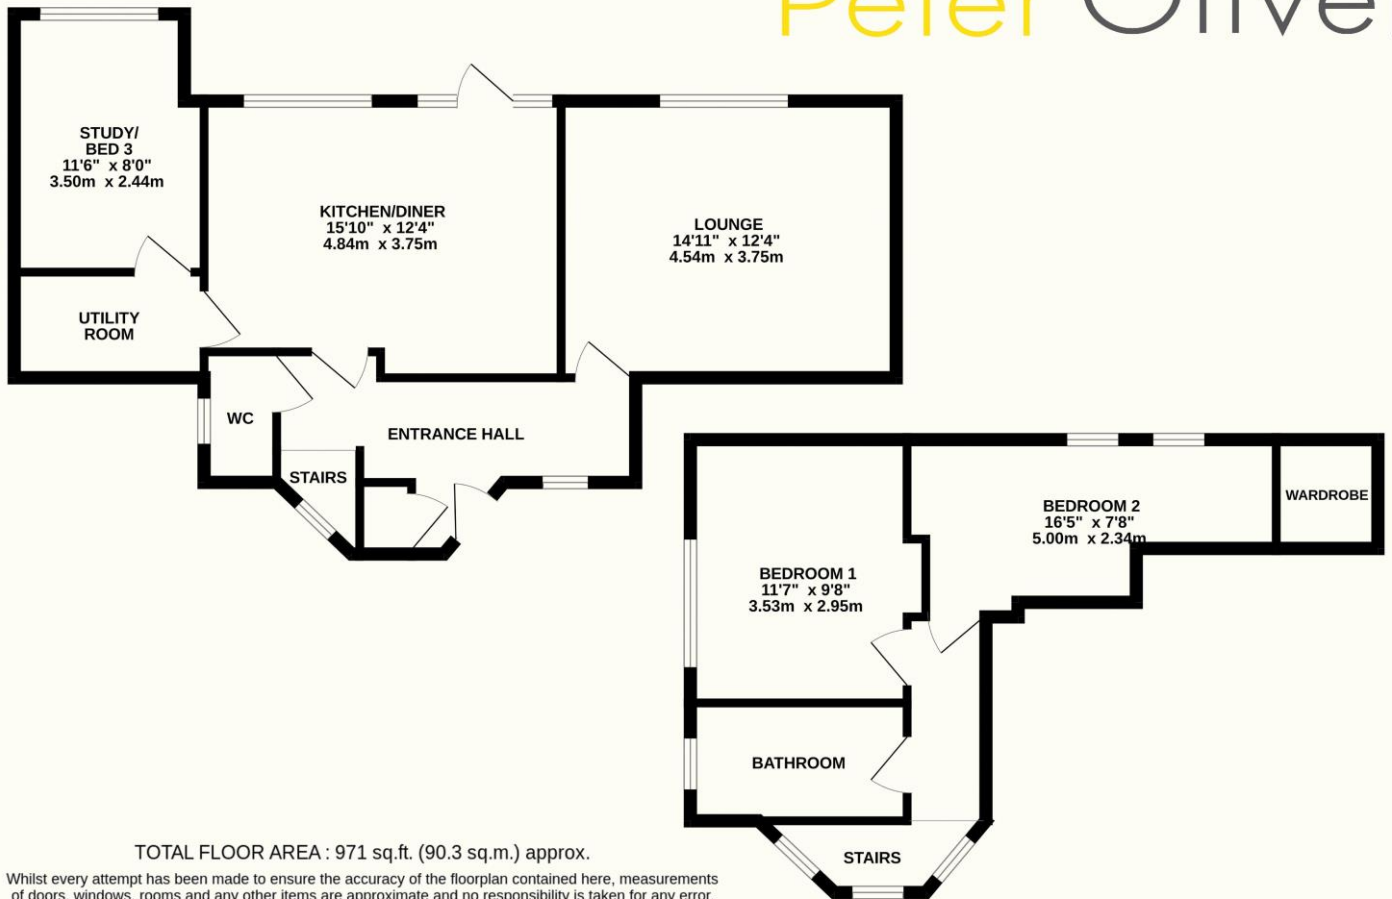 Peter Olive
STUDY/
BED 3
11'6" x 8'0"
3.50m x 2.44m
KITCHEN/DINER
15'10" x 12'4"
4.84m x 3.75m
LOUNGE
14'11" x 12'4"
4.54m x 3.75m
UTILITY
ROOM
WC
ENTRANCE HALL
STAIRS
BEDROOM 1
11'7" x 9'8"
3.53m x 2.95m
BEDROOM 2
16'5" x 7'8"
5.00m x 2.34m
WARDROBE
BATHROOM
STAIRS
TOTAL FLOOR AREA : 971 sq.ft. (90.3 sq.m.) approx.
Whilst every attempt has been made to ensure the accuracy of the floorplan contained here, measurements
of doors, windows, rooms and any other items are approximate and no responsibility is taken for any error,